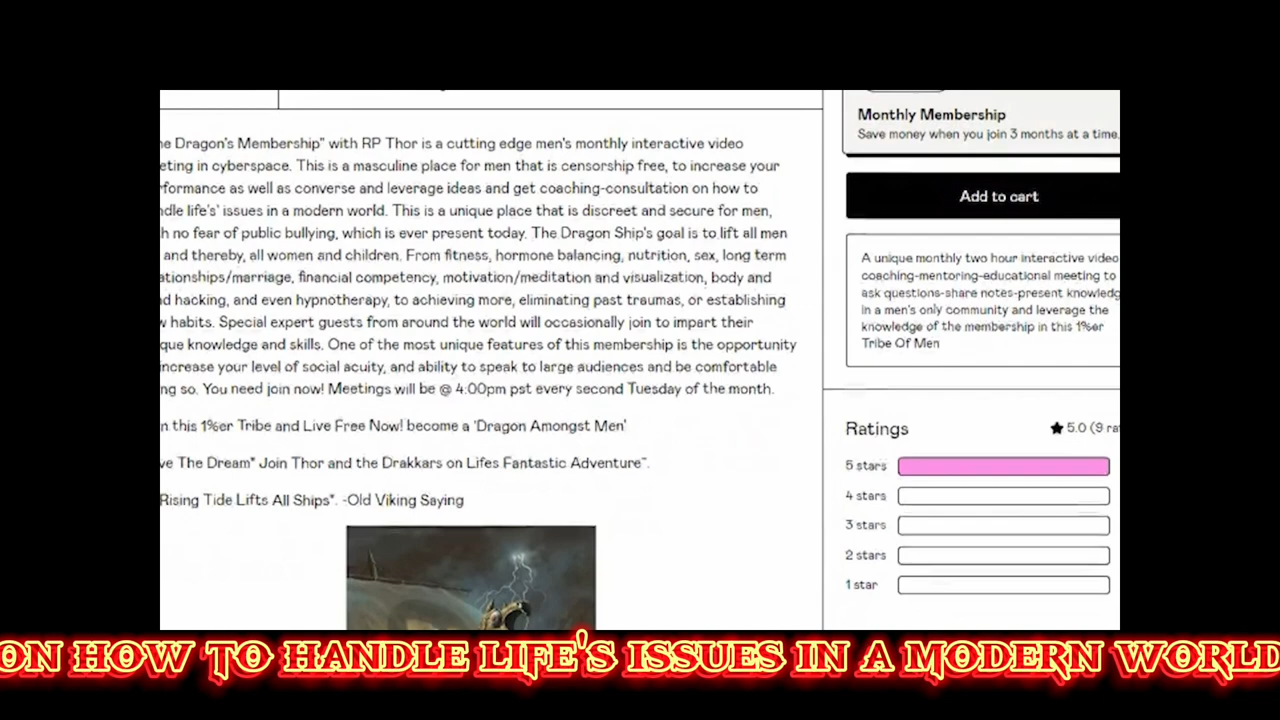 he Dragon's Membership" with RP Thor is a cutting edge men's monthly interactive video
eting in cyberspace. This is a masculine place for men that is censorship free, to increase your
rformance as well as converse and leverage ideas and get coaching-consultation on how to
ndle life's' issues in a modern world. This is a unique place that is discreet and secure for men,
h no fear of public bullying, which is ever present today. The Dragon Ship's goal is to lift all men
and thereby, all women and children. From fitness, hormone balancing, nutrition, sex, long term
ationships/marriage, financial competency, motivation/meditation and visualization, body and
d hacking, and even hypnotherapy, to achieving more, eliminating past traumas, or establishing
w habits. Special expert guests from around the world will occasionally join to impart their
que knowledge and skills. One of the most unique features of this membership is the opportunity
increase your level of social acuity, and ability to speak to large audiences and be comfortable
ng so. You need join now! Meetings will be @ 4:00pm pst every second Tuesday of the month.
n this 1%er Tribe and Live Free Now! become a 'Dragon Amongst Men'
ve The Dream" Join Thor and the Drakkars on Lifes Fantastic Adventure".
Rising Tide Lifts All Ships". -Old Viking Saying
Monthly Membership
Save money when you join 3 months at a time.
Add to cart
A unique monthly two hour interactive video
coaching-mentoring-educational meeting to
ask questions-share notes-present knowledg
in a men's only community and leverage the
knowledge of the membership in this 1%er
Tribe Of Men
Ratings
5.0 (9 ra
5 stars
4 stars
3 stars
2 stars
1 star
ON HOW TO HANDLE LIFE'S ISSUES IN A MODERN WORLD